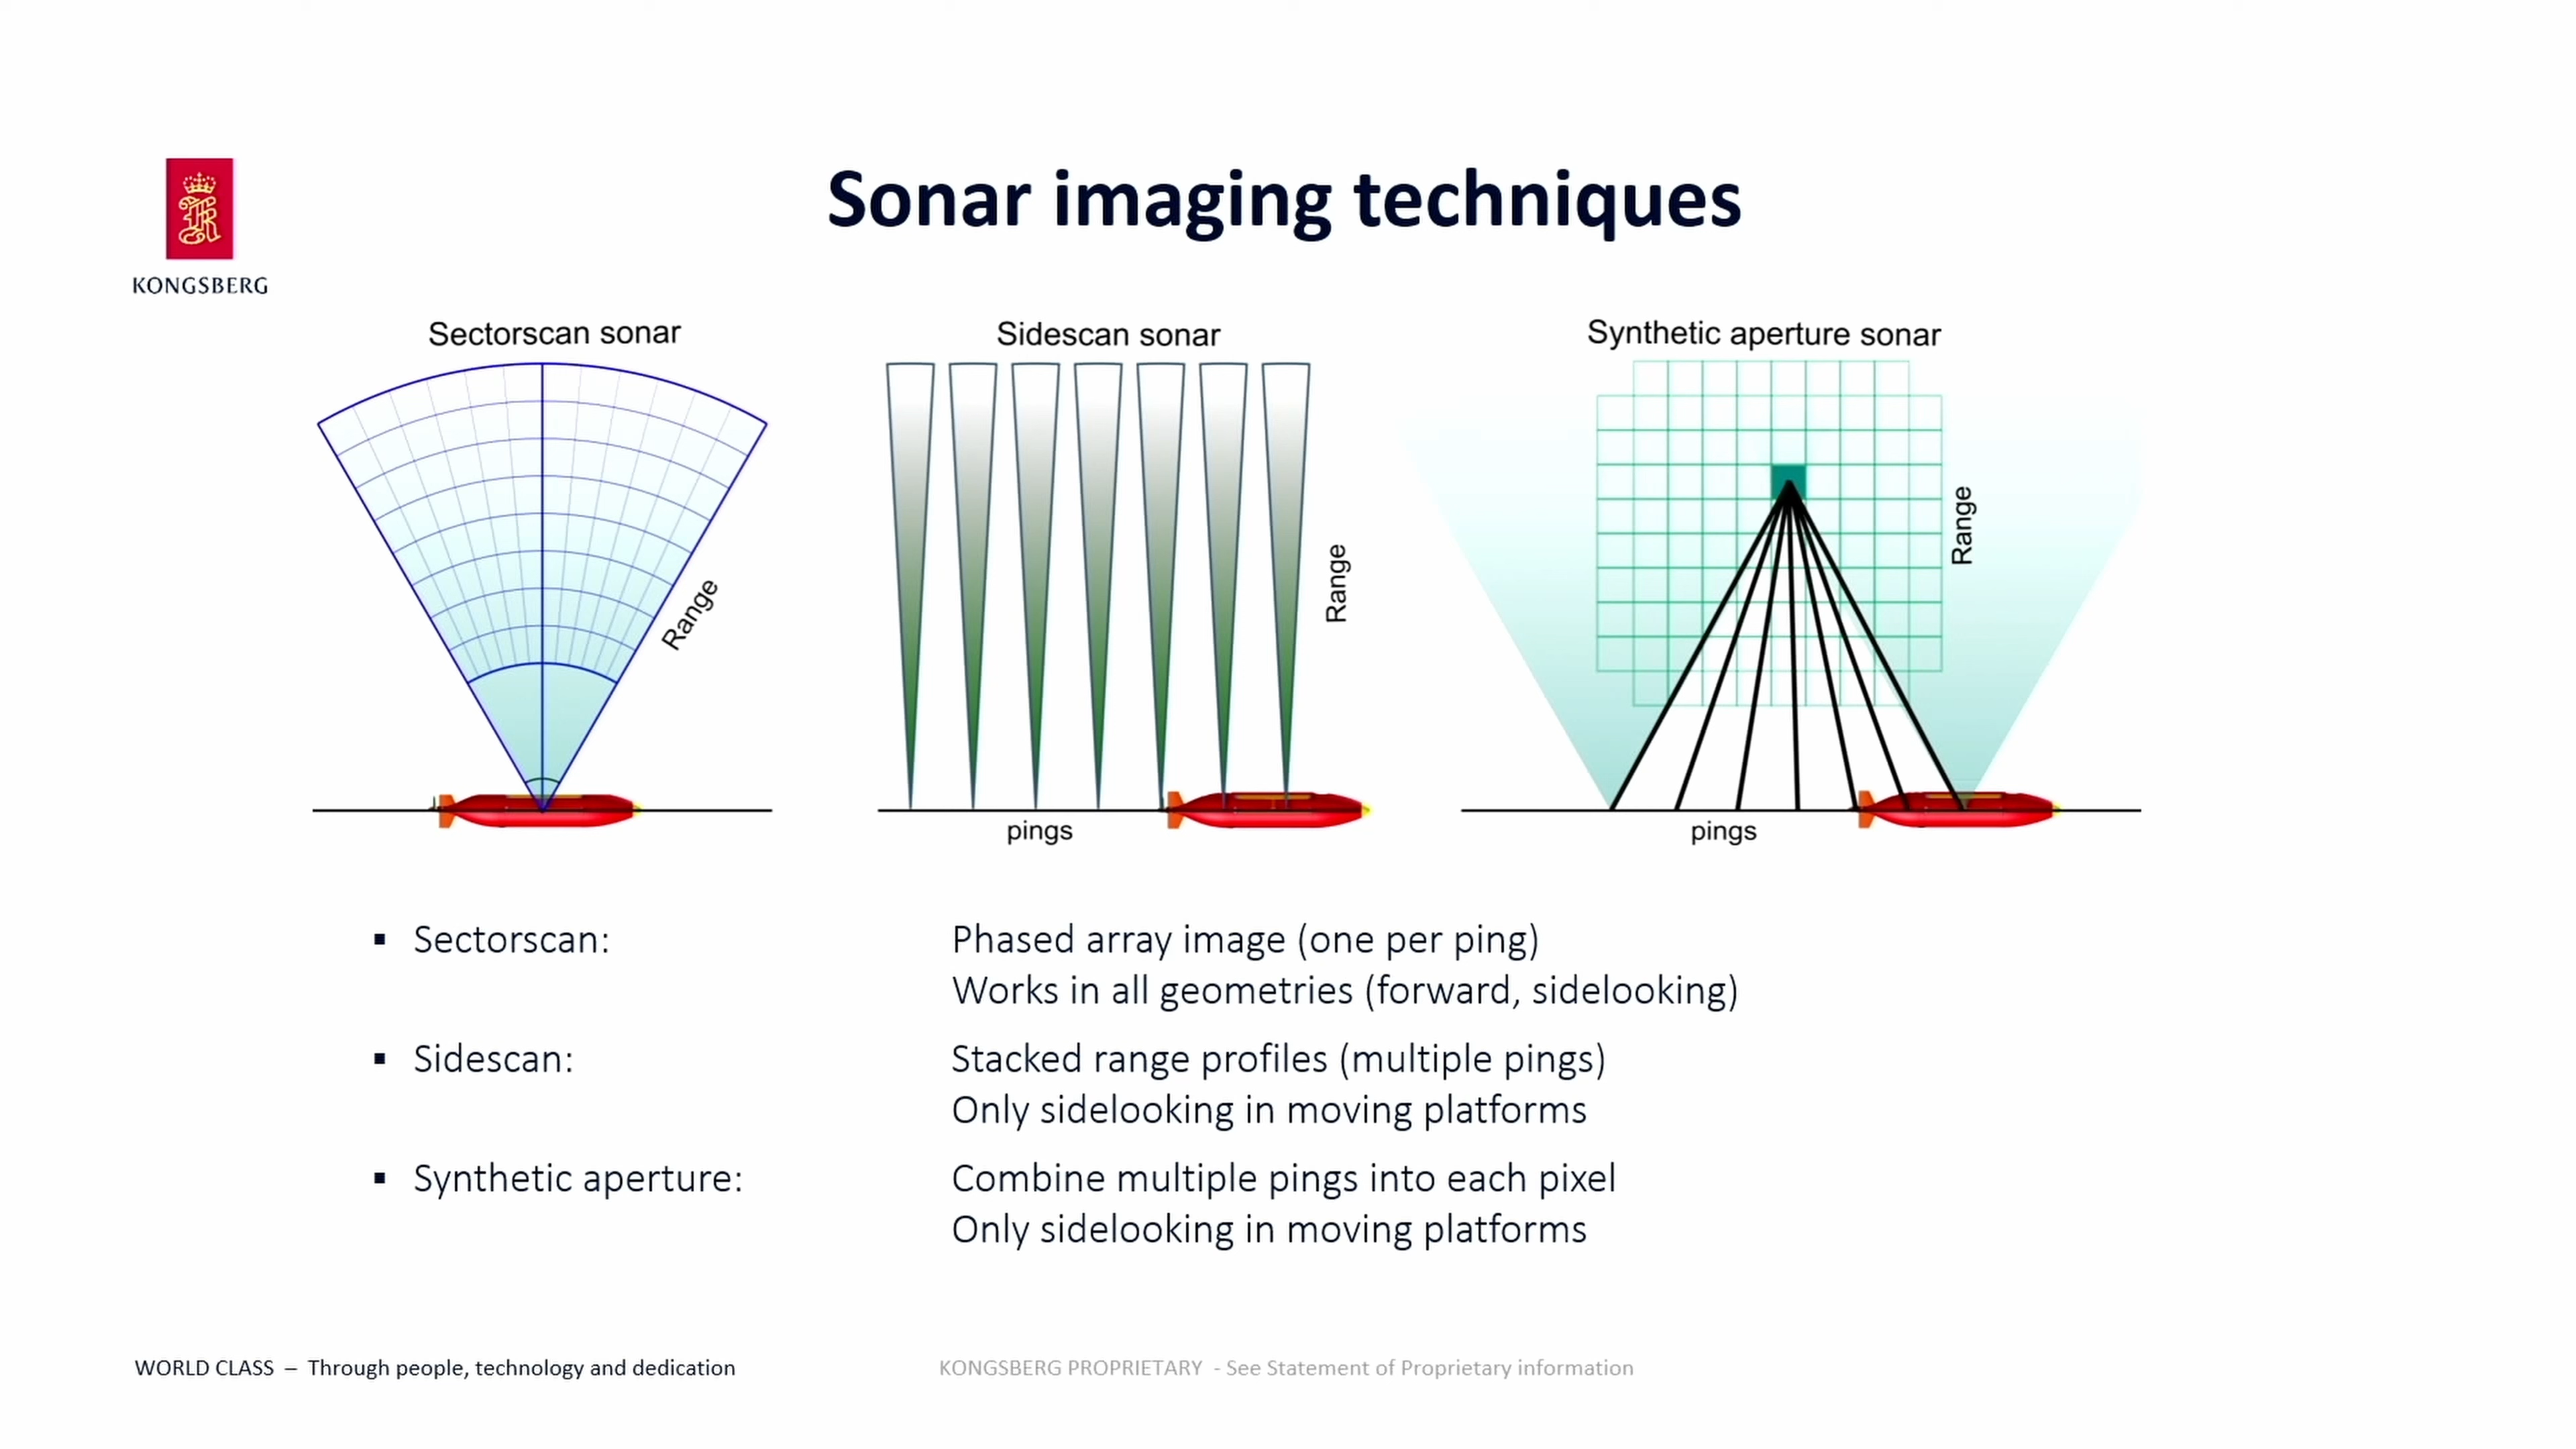 Sonar imaging techniques
KONGSBERG
Sectorscan sonar
Range
Sidescan sonar
Range
pings
Synthetic aperture sonar
Range
pings
▪ Sectorscan: Phased array image (one per ping)
Works in all geometries (forward, sidelooking)
▪ Sidescan: Stacked range profiles (multiple pings)
Only sidelooking in moving platforms
▪ Synthetic aperture: Combine multiple pings into each pixel
Only sidelooking in moving platforms
WORLD CLASS – Through people, technology and dedication
KONGSBERG PROPRIETARY - See Statement of Proprietary information